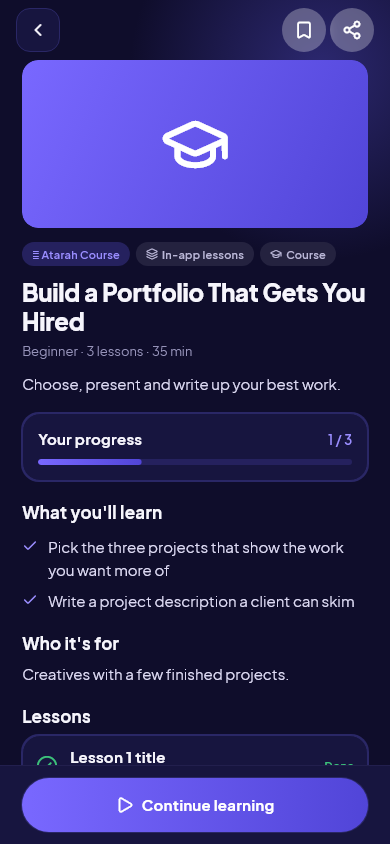 Atarah Course
In-app lessons
Course
Build a Portfolio That Gets You
Hired
Beginner · 3 lessons · 35 min
Choose, present and write up your best work.
Your progress
1 / 3
What you'll learn
Pick the three projects that show the work
you want more of
Write a project description a client can skim
Who it's for
Creatives with a few finished projects.
Lessons
Lesson 1 title
Done
Continue learning